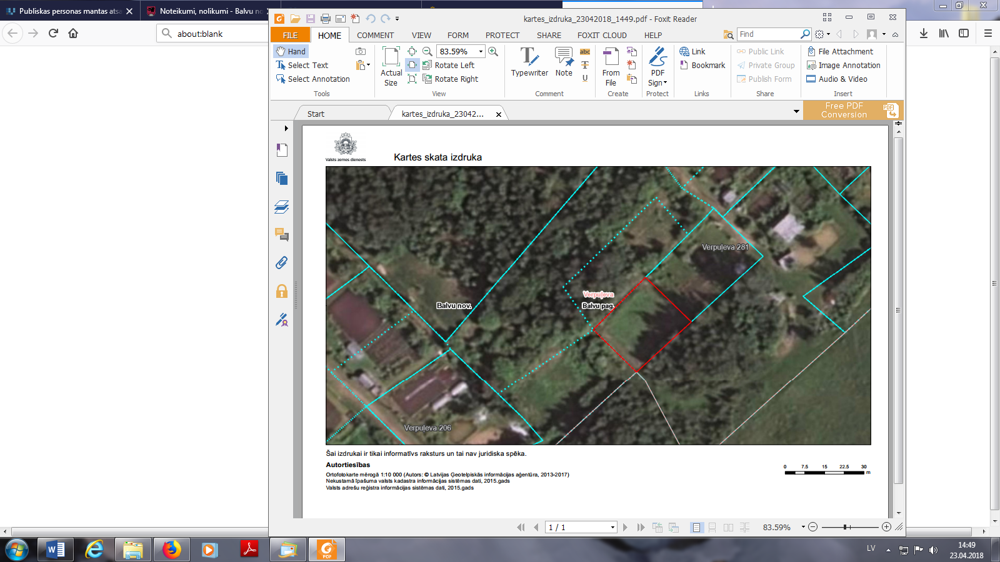 Publiskas personas mantas atsa
Noteikumi, nolikumi - Balvu no
about:blank
kartes_izdruka_23042018_1449.pdf - Foxit Reader
FILE HOME COMMENT VIEW FORM PROTECT SHARE FOXIT CLOUD HELP
Find
Hand
Select Text
Select Annotation
Tools
Actual Size
83.59%
Rotate Left
Rotate Right
View
Typewriter
Note
Comment
From File
Create
PDF Sign
Protect
Link
Bookmark
Links
Public Link
Private Group
Publish Form
Share
File Attachment
Image Annotation
Audio & Video
Insert
Start
kartes_izdruka_23042...
Free PDF Conversion
Valsts zemes dienests
Kartes skata izdruka
Verpuļeva 281
Verpuļeva
Balvu pag.
Balvu nov.
Verpuļeva 206
Šai izdrukai ir tikai informatīvs raksturs un tai nav juridiska spēka.
Autortiesības
Ortofotokarte mērogā 1:10 000 (Autors: © Latvijas Ģeotelpiskās informācijas aģentūra, 2013-2017)
Nekustamā īpašuma valsts kadastra informācijas sistēmas dati, 2015.gads
Valsts adrešu reģistra informācijas sistēmas dati, 2015.gads
0 7.5 15 22.5 30
m
1 / 1
83.59%
LV
14:49
23.04.2018